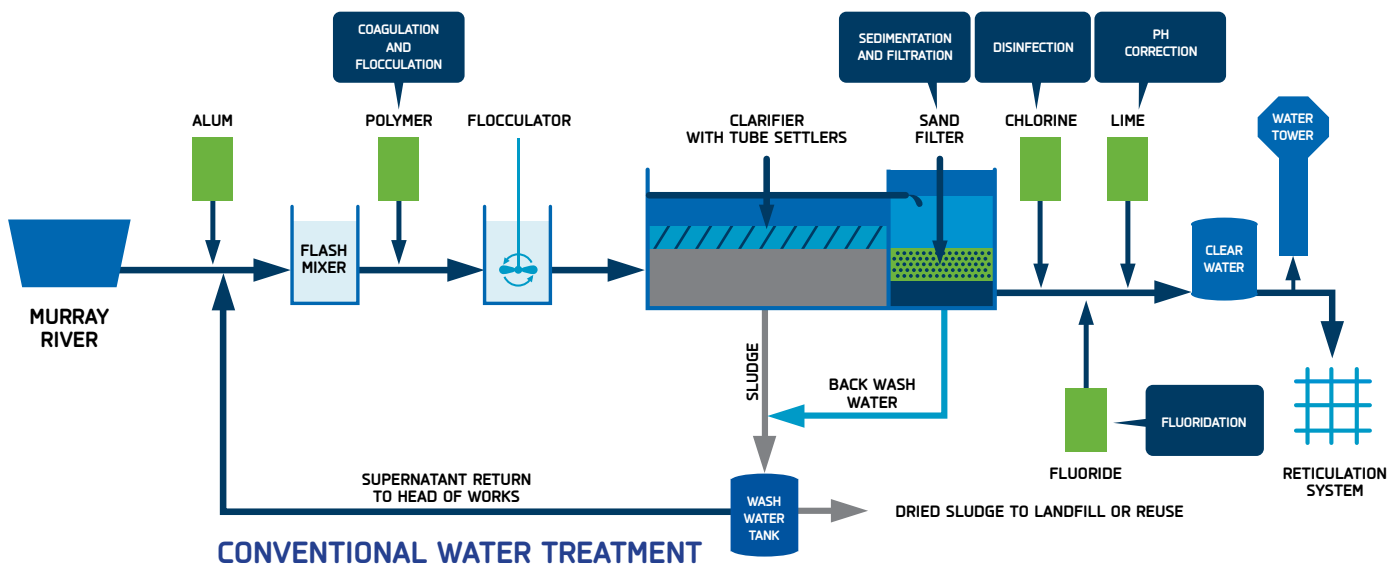 COAGULATION
AND
FLOCCULATION
SEDIMENTATION
AND FILTRATION
DISINFECTION
PH
CORRECTION
ALUM
POLYMER
FLOCCULATOR
CLARIFIER
WITH TUBE SETTLERS
SAND
FILTER
CHLORINE
LIME
WATER
TOWER
FLASH
MIXER
CLEAR
WATER
MURRAY
RIVER
SLUDGE
BACK WASH
WATER
FLUORIDATION
FLUORIDE
RETICULATION
SYSTEM
SUPERNATANT RETURN
TO HEAD OF WORKS
WASH
WATER
TANK
DRIED SLUDGE TO LANDFILL OR REUSE
CONVENTIONAL WATER TREATMENT